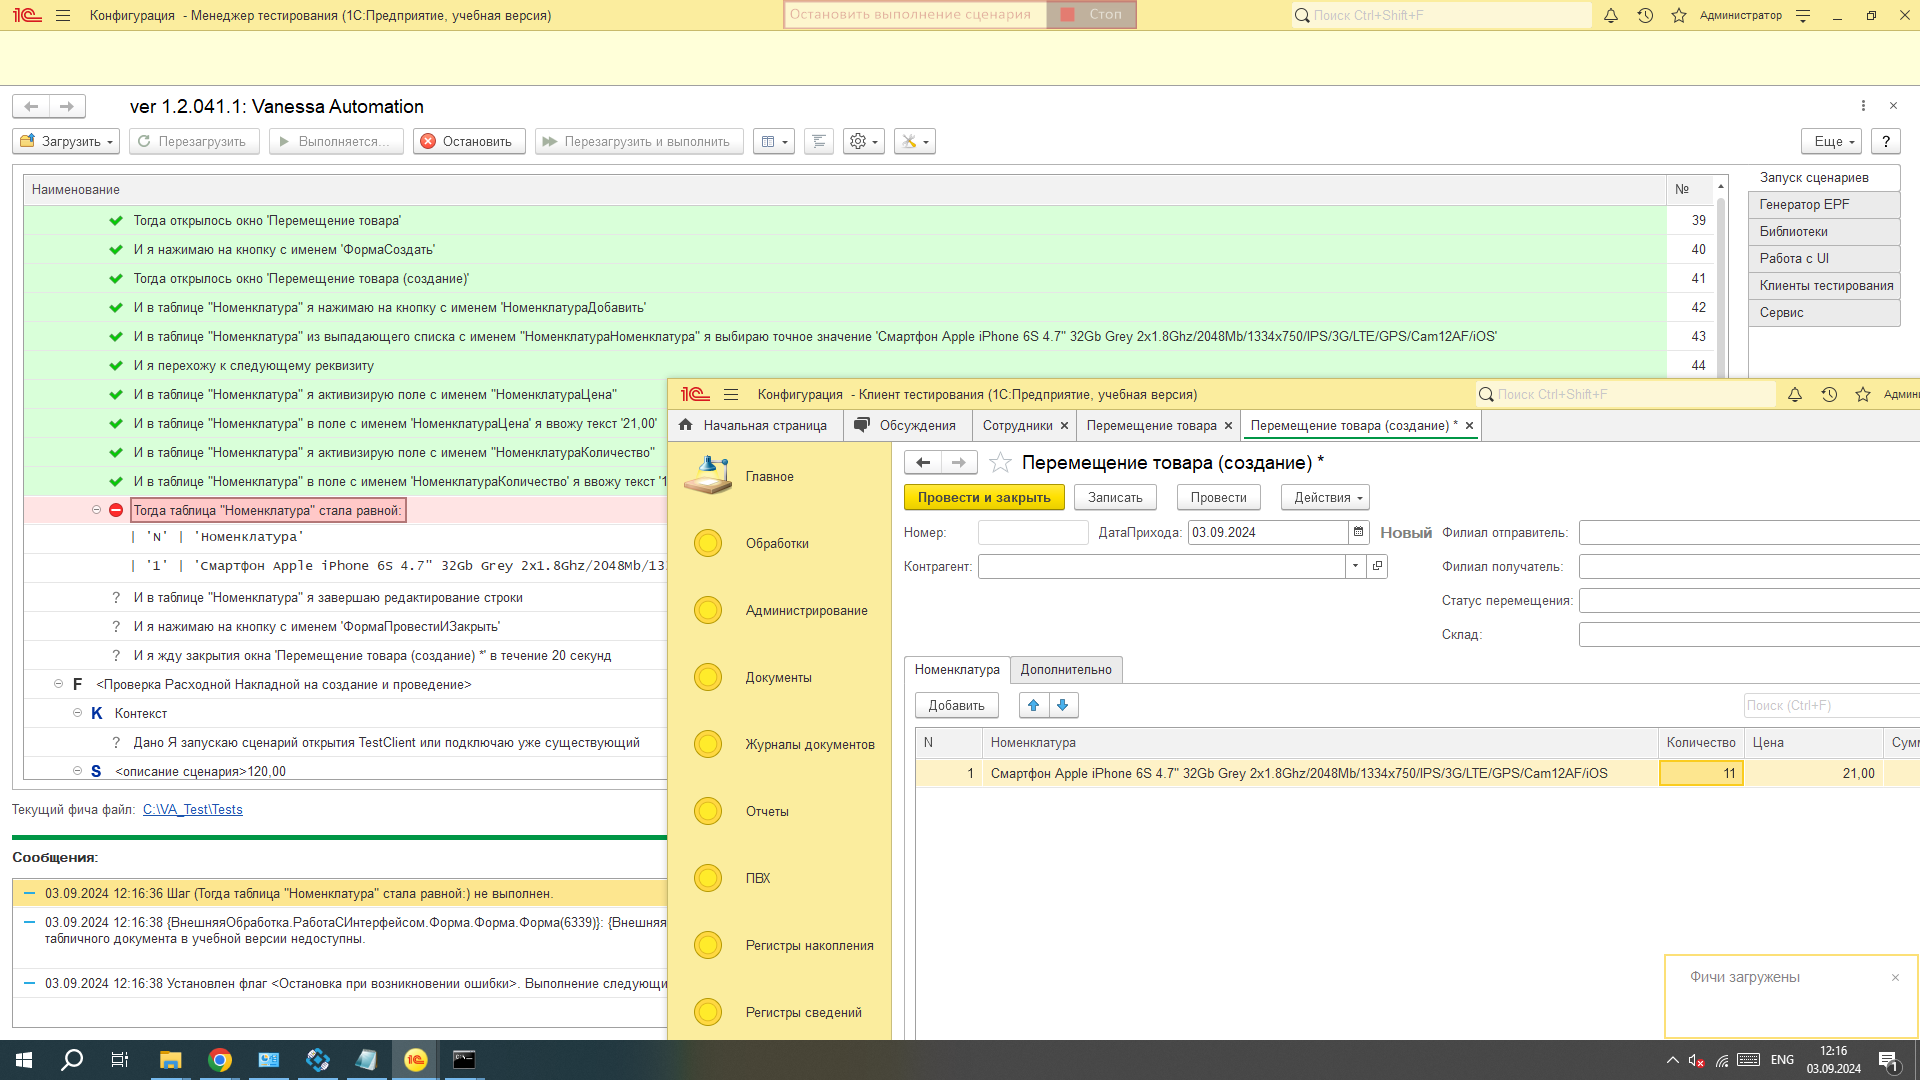 Конфигурация - Менеджер тестирования (1С:Предприятие, учебная версия)
Остановить выполнение сценария
Стоп
Поиск Ctrl+Shift+F
Администратор
ver 1.2.041.1: Vanessa Automation
Загрузить
Перезагрузить
Выполняется...
Остановить
Перезагрузить и выполнить
Еще
?
Наименование
№
Тогда открылось окно 'Перемещение товара'
39
И я нажимаю на кнопку с именем 'ФормаСоздать'
40
Тогда открылось окно 'Перемещение товара (создание)'
41
И в таблице "Номенклатура" я нажимаю на кнопку с именем 'НоменклатураДобавить'
42
И в таблице "Номенклатура" из выпадающего списка с именем "НоменклатураНоменклатура" я выбираю точное значение 'Смартфон Apple iPhone 6S 4.7" 32Gb Grey 2x1.8Ghz/2048Mb/1334x750/IPS/3G/LTE/GPS/Cam12AF/iOS'
43
И я перехожу к следующему реквизиту
44
И в таблице "Номенклатура" я активизирую поле с именем "НоменклатураЦена"
И в таблице "Номенклатура" в поле с именем 'НоменклатураЦена' я ввожу текст '21,00'
И в таблице "Номенклатура" я активизирую поле с именем "НоменклатураКоличество"
И в таблице "Номенклатура" в поле с именем 'НоменклатураКоличество' я ввожу текст '1
Тогда таблица "Номенклатура" стала равной:
| 'N' | 'Номенклатура'
| '1' | 'Смартфон Apple iPhone 6S 4.7" 32Gb Grey 2x1.8Ghz/2048Mb/13
? И в таблице "Номенклатура" я завершаю редактирование строки
? И я нажимаю на кнопку с именем 'ФормаПровестиИЗакрыть'
? И я жду закрытия окна 'Перемещение товара (создание) *' в течение 20 секунд
F <Проверка Расходной Накладной на создание и проведение>
K Контекст
? Дано Я запускаю сценарий открытия TestClient или подключаю уже существующий
S <описание сценария>120,00
Запуск сценариев
Генератор EPF
Библиотеки
Работа с UI
Клиенты тестирования
Сервис
Текущий фича файл: C:\VA_Test\Tests
Сообщения:
03.09.2024 12:16:36 Шаг (Тогда таблица "Номенклатура" стала равной:) не выполнен.
03.09.2024 12:16:38 {ВнешняяОбработка.РаботаСИнтерфейсом.Форма.Форма.Форма(6339)}: {Внешняя
табличного документа в учебной версии недоступны.
03.09.2024 12:16:38 Установлен флаг <Остановка при возникновении ошибки>. Выполнение следующи
Конфигурация - Клиент тестирования (1С:Предприятие, учебная версия)
Поиск Ctrl+Shift+F
Админи
Начальная страница
Обсуждения
Сотрудники
Перемещение товара
Перемещение товара (создание) *
Главное
Обработки
Администрирование
Документы
Журналы документов
Отчеты
ПВХ
Регистры накопления
Регистры сведений
Перемещение товара (создание) *
Провести и закрыть
Записать
Провести
Действия
Номер:
ДатаПрихода: 03.09.2024
Новый
Филиал отправитель:
Контрагент:
Филиал получатель:
Статус перемещения:
Склад:
Номенклатура
Дополнительно
Добавить
Поиск (Ctrl+F)
N
Номенклатура
Количество
Цена
Сумм
1
Смартфон Apple iPhone 6S 4.7" 32Gb Grey 2x1.8Ghz/2048Mb/1334x750/IPS/3G/LTE/GPS/Cam12AF/iOS
11
21,00
Фичи загружены
ENG
12:16
03.09.2024
1